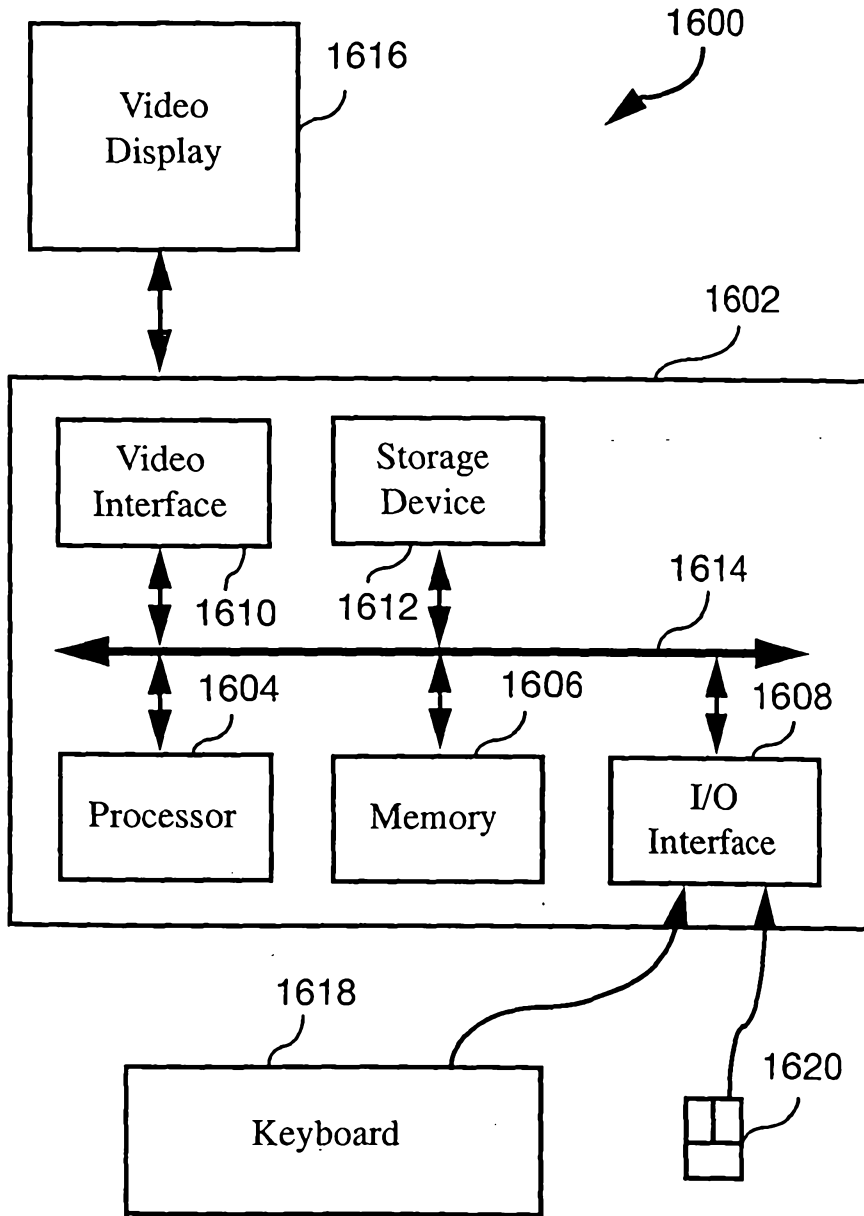 1600
1616
Video
Display
1602
Video
Interface
1610
Storage
Device
1612
1614
1604
Processor
1606
Memory
1608
I/O
Interface
1618
Keyboard
1620